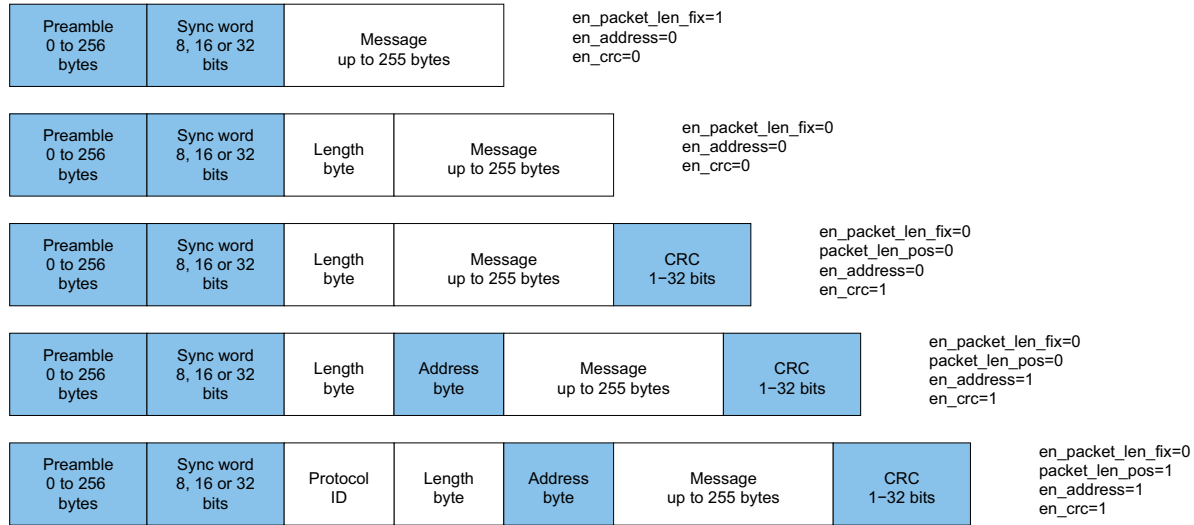 Preamble
0 to 256
bytes
Sync word
8, 16 or 32
bits
Message
up to 255 bytes
en_packet_len_fix=1
en_address=0
en_crc=0
Preamble
0 to 256
bytes
Sync word
8, 16 or 32
bits
Length
byte
Message
up to 255 bytes
en_packet_len_fix=0
en_address=0
en_crc=0
Preamble
0 to 256
bytes
Sync word
8, 16 or 32
bits
Length
byte
Message
up to 255 bytes
CRC
1−32 bits
en_packet_len_fix=0
packet_len_pos=0
en_address=0
en_crc=1
Preamble
0 to 256
bytes
Sync word
8, 16 or 32
bits
Length
byte
Address
byte
Message
up to 255 bytes
CRC
1−32 bits
en_packet_len_fix=0
packet_len_pos=0
en_address=1
en_crc=1
Preamble
0 to 256
bytes
Sync word
8, 16 or 32
bits
Protocol
ID
Length
byte
Address
byte
Message
up to 255 bytes
CRC
1−32 bits
en_packet_len_fix=0
packet_len_pos=1
en_address=1
en_crc=1